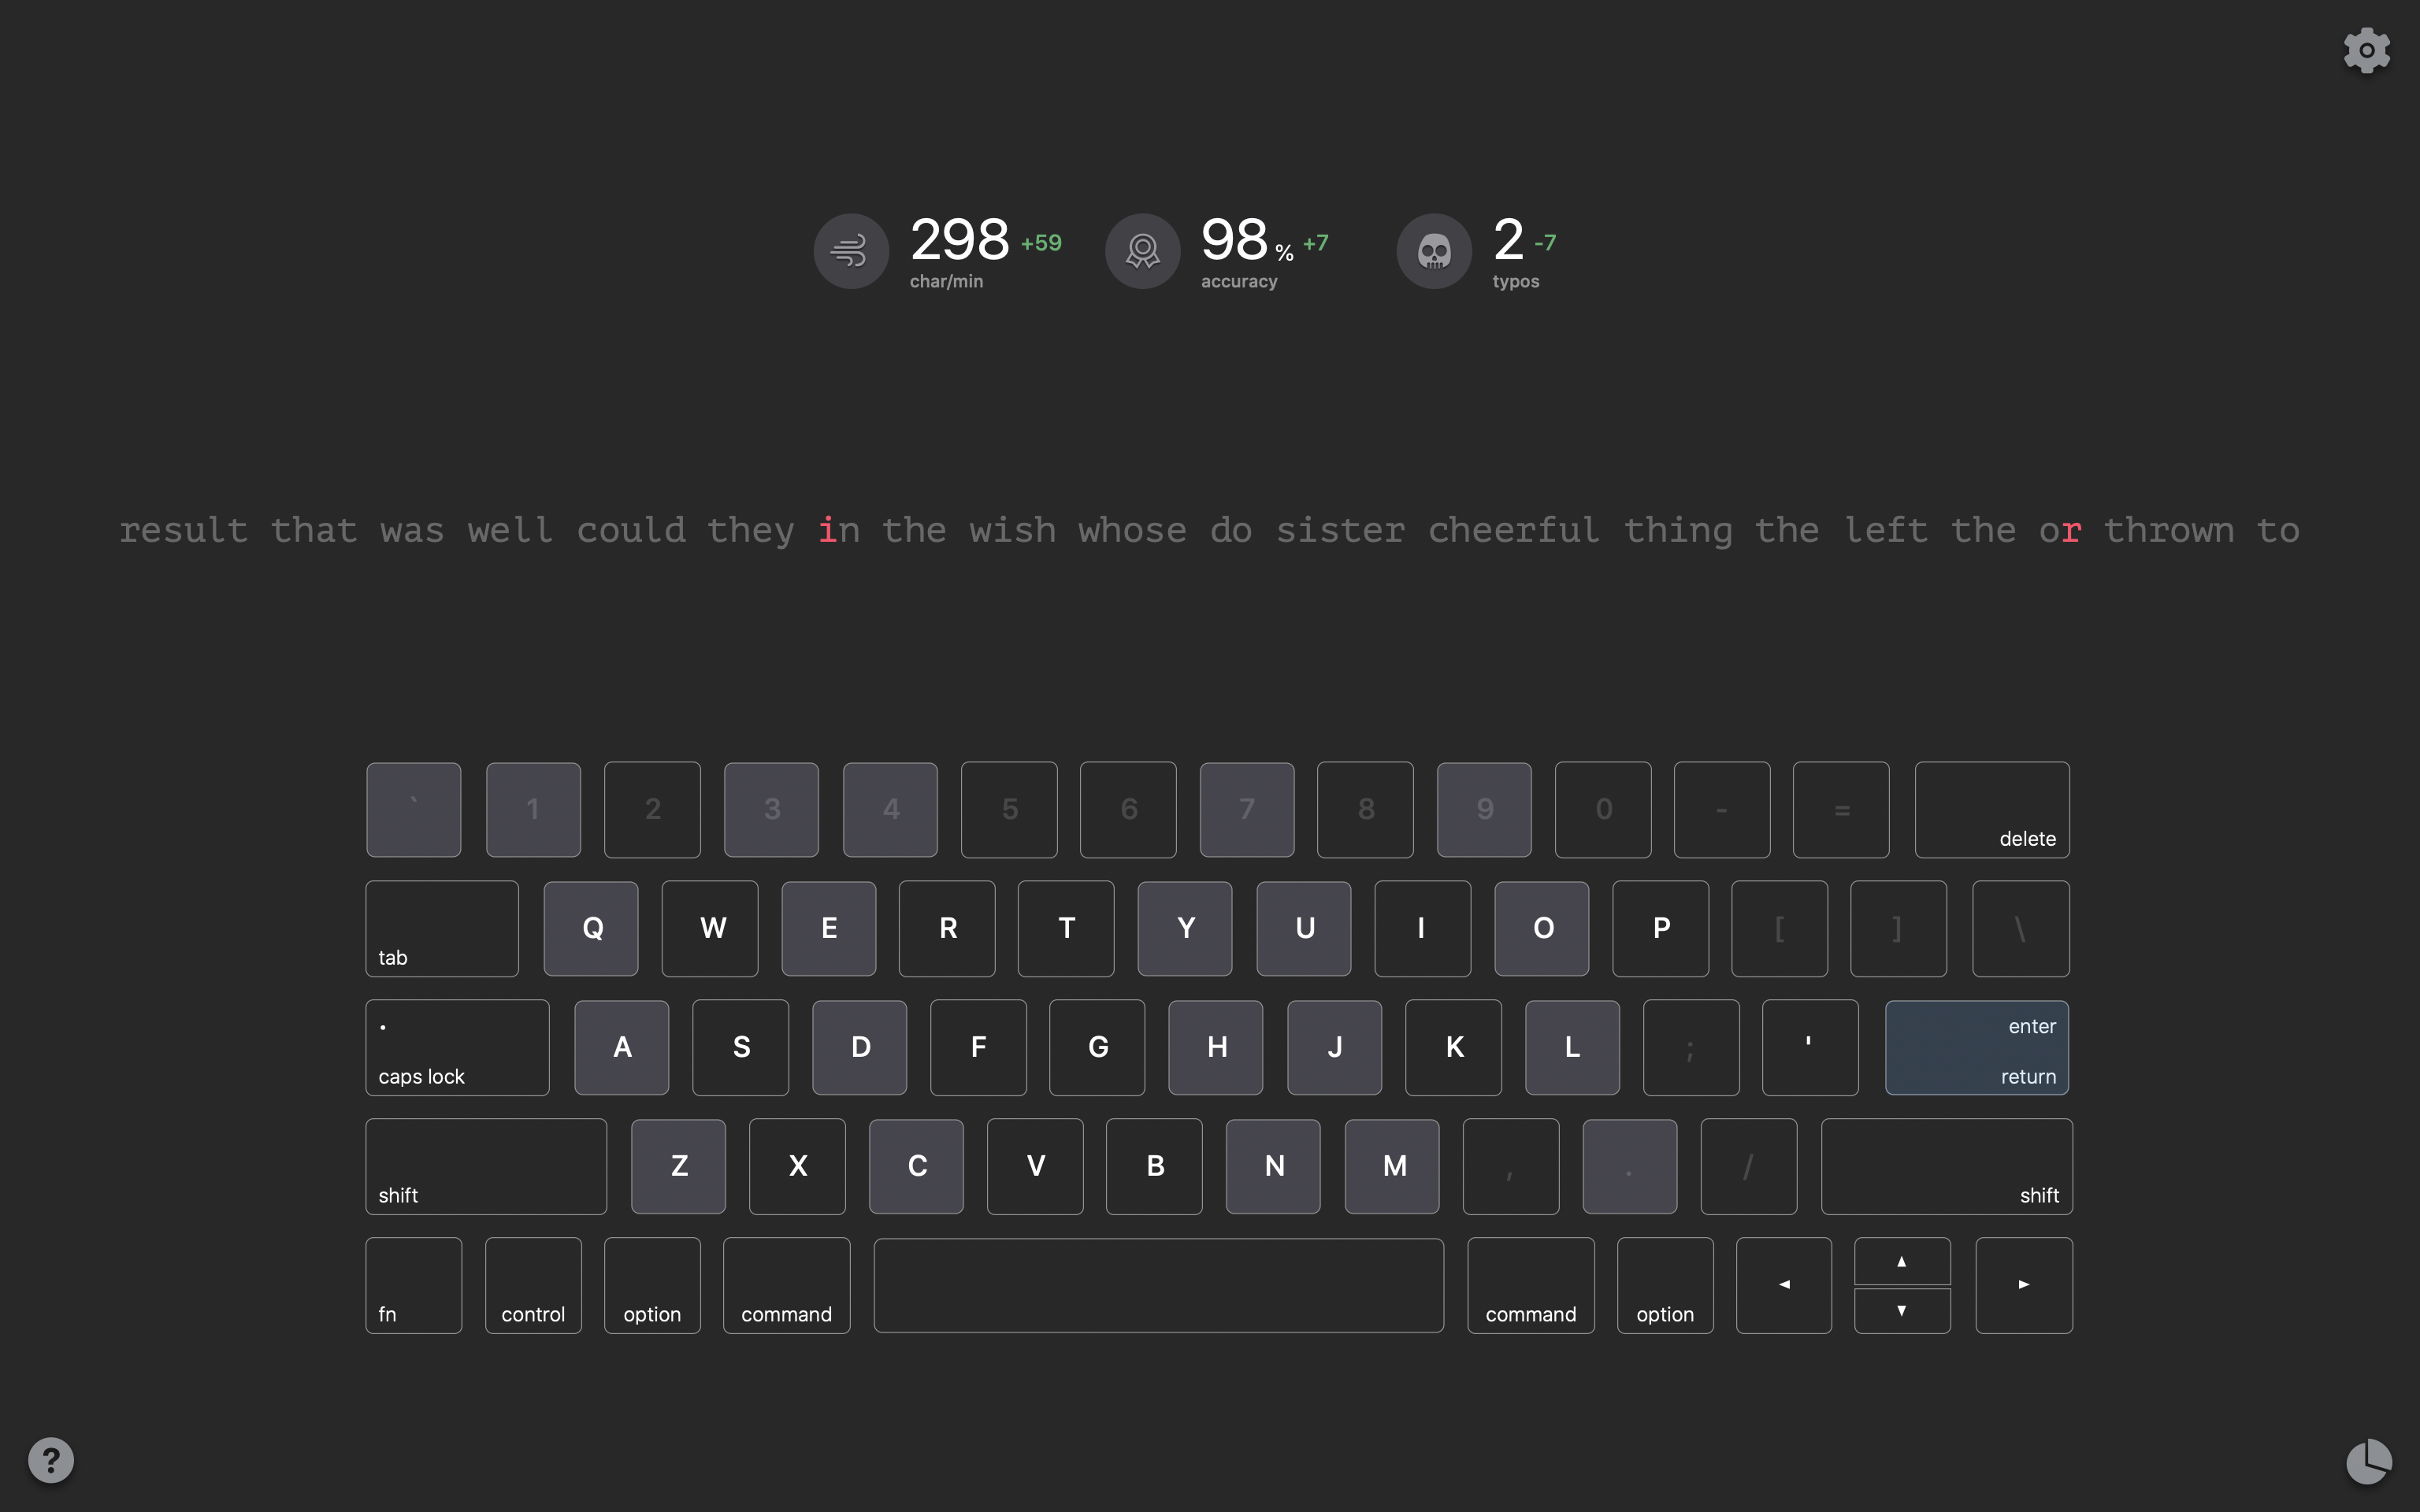 298 +59 98 % +7 2 -7
char/min accuracy typos
result that was well could they in the wish whose do sister cheerful thing the left the or thrown to
` 1 2 3 4 5 6 7 8 9 0 - = delete
tab Q W E R T Y U I O P [ ] \
caps lock A S D F G H J K L ; ' enter return
shift Z X C V B N M , . / shift
fn control option command command option ◄ ▲ ▼ ►
?